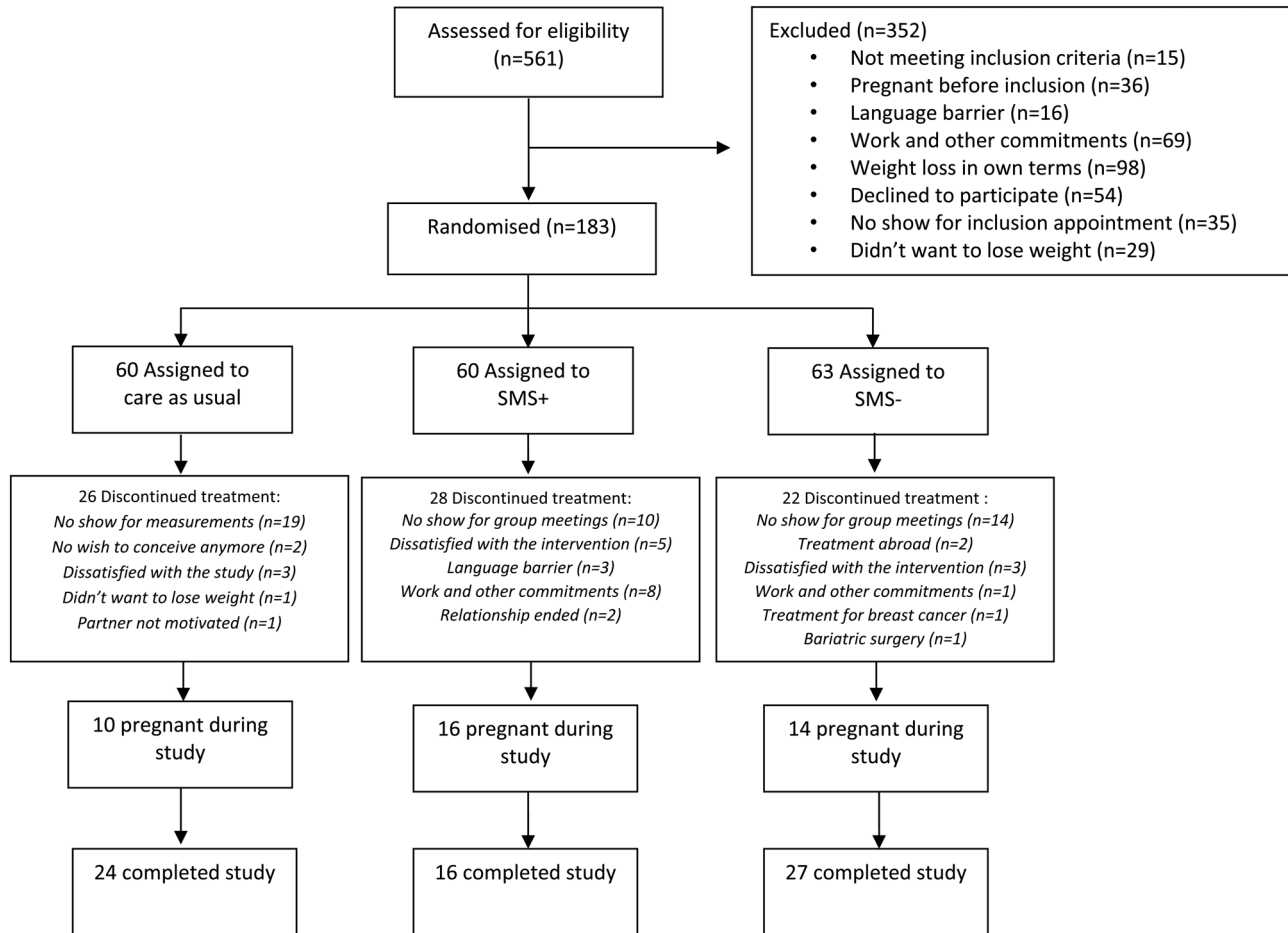 Assessed for eligibility
(n=561)
Excluded (n=352)
• Not meeting inclusion criteria (n=15)
• Pregnant before inclusion (n=36)
• Language barrier (n=16)
• Work and other commitments (n=69)
• Weight loss in own terms (n=98)
• Declined to participate (n=54)
• No show for inclusion appointment (n=35)
• Didn’t want to lose weight (n=29)
Randomised (n=183)
60 Assigned to
care as usual
60 Assigned to
SMS+
63 Assigned to
SMS-
26 Discontinued treatment:
No show for measurements (n=19)
No wish to conceive anymore (n=2)
Dissatisfied with the study (n=3)
Didn’t want to lose weight (n=1)
Partner not motivated (n=1)
28 Discontinued treatment:
No show for group meetings (n=10)
Dissatisfied with the intervention (n=5)
Language barrier (n=3)
Work and other commitments (n=8)
Relationship ended (n=2)
22 Discontinued treatment :
No show for group meetings (n=14)
Treatment abroad (n=2)
Dissatisfied with the intervention (n=3)
Work and other commitments (n=1)
Treatment for breast cancer (n=1)
Bariatric surgery (n=1)
10 pregnant during
study
16 pregnant during
study
14 pregnant during
study
24 completed study
16 completed study
27 completed study